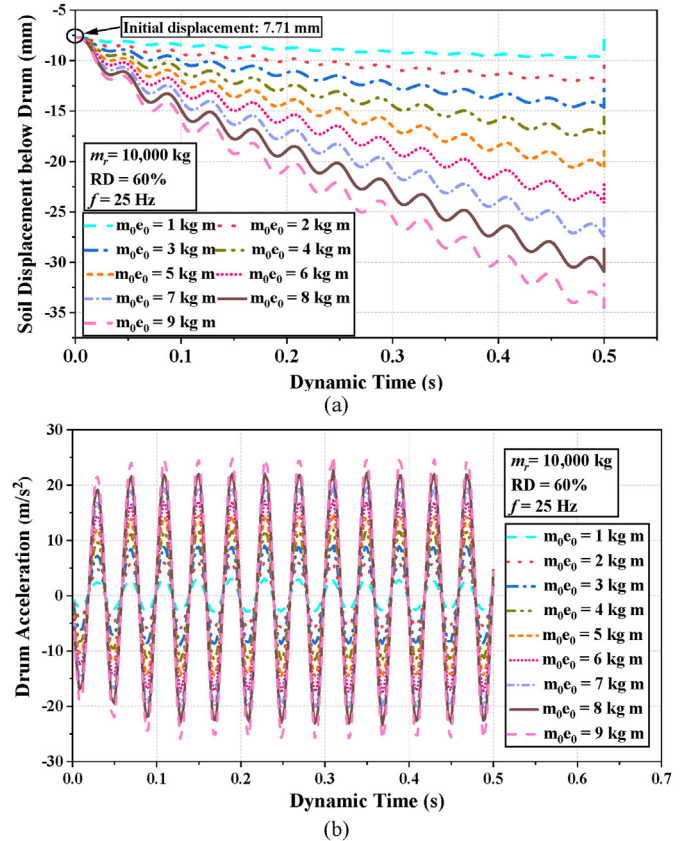 -5
-10
-15
-20
-25
-30
-35
Soil Displacement below Drum (mm)
Initial displacement: 7.71 mm
mᵣ = 10,000 kg
RD = 60%
f = 25 Hz
m₀e₀ = 1 kg m
m₀e₀ = 2 kg m
m₀e₀ = 3 kg m
m₀e₀ = 4 kg m
m₀e₀ = 5 kg m
m₀e₀ = 6 kg m
m₀e₀ = 7 kg m
m₀e₀ = 8 kg m
m₀e₀ = 9 kg m
0.0 0.1 0.2 0.3 0.4 0.5
Dynamic Time (s)
(a)
30
20
10
0
-10
-20
-30
Drum Acceleration (m/s²)
mᵣ= 10,000 kg
RD = 60%
f = 25 Hz
m₀e₀ = 1 kg m
m₀e₀ = 2 kg m
m₀e₀ = 3 kg m
m₀e₀ = 4 kg m
m₀e₀ = 5 kg m
m₀e₀ = 6 kg m
m₀e₀ = 7 kg m
m₀e₀ = 8 kg m
m₀e₀ = 9 kg m
0.0 0.1 0.2 0.3 0.4 0.5 0.6 0.7
Dynamic Time (s)
(b)